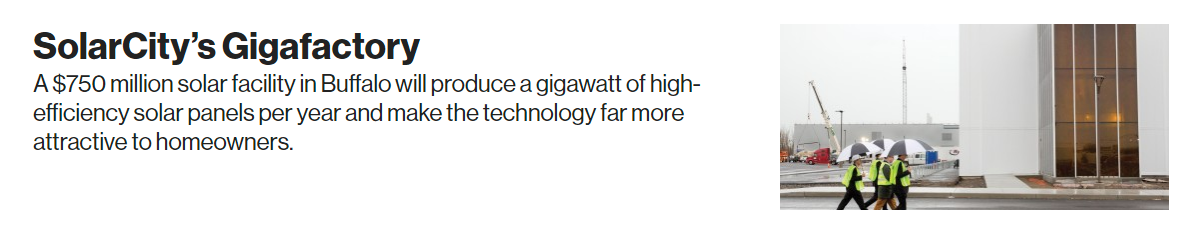 SolarCity’s Gigafactory
A $750 million solar facility in Buffalo will produce a gigawatt of high-
efficiency solar panels per year and make the technology far more
attractive to homeowners.